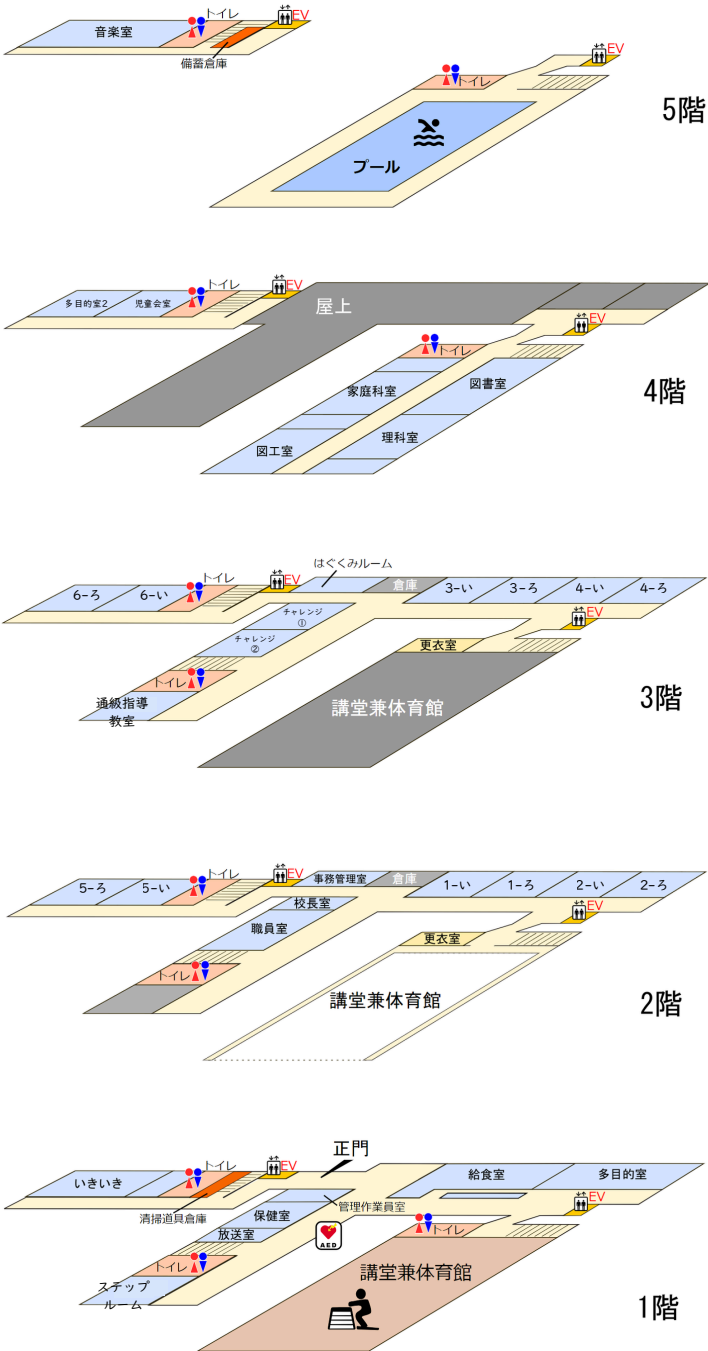 トイレ
EV
音楽室
備蓄倉庫
EV
トイレ
5階
プール
トイレ
EV
多目的室2
児童会室
屋上
EV
トイレ
4階
家庭科室
図書室
図工室
理科室
はぐくみルーム
トイレ
EV
倉庫
6-ろ
6-い
3-い
3-ろ
4-い
4-ろ
チャレンジ
①
EV
チャレンジ
②
更衣室
トイレ
3階
通級指導
教室
講堂兼体育館
トイレ
EV
事務管理室
倉庫
5-ろ
5-い
1-い
1-ろ
2-い
2-ろ
校長室
EV
職員室
更衣室
トイレ
講堂兼体育館
2階
正門
トイレ
EV
いきいき
給食室
多目的室
清掃道具倉庫
管理作業員室
EV
保健室
放送室
AED
トイレ
トイレ
講堂兼体育館
ステップ
ルーム
1階